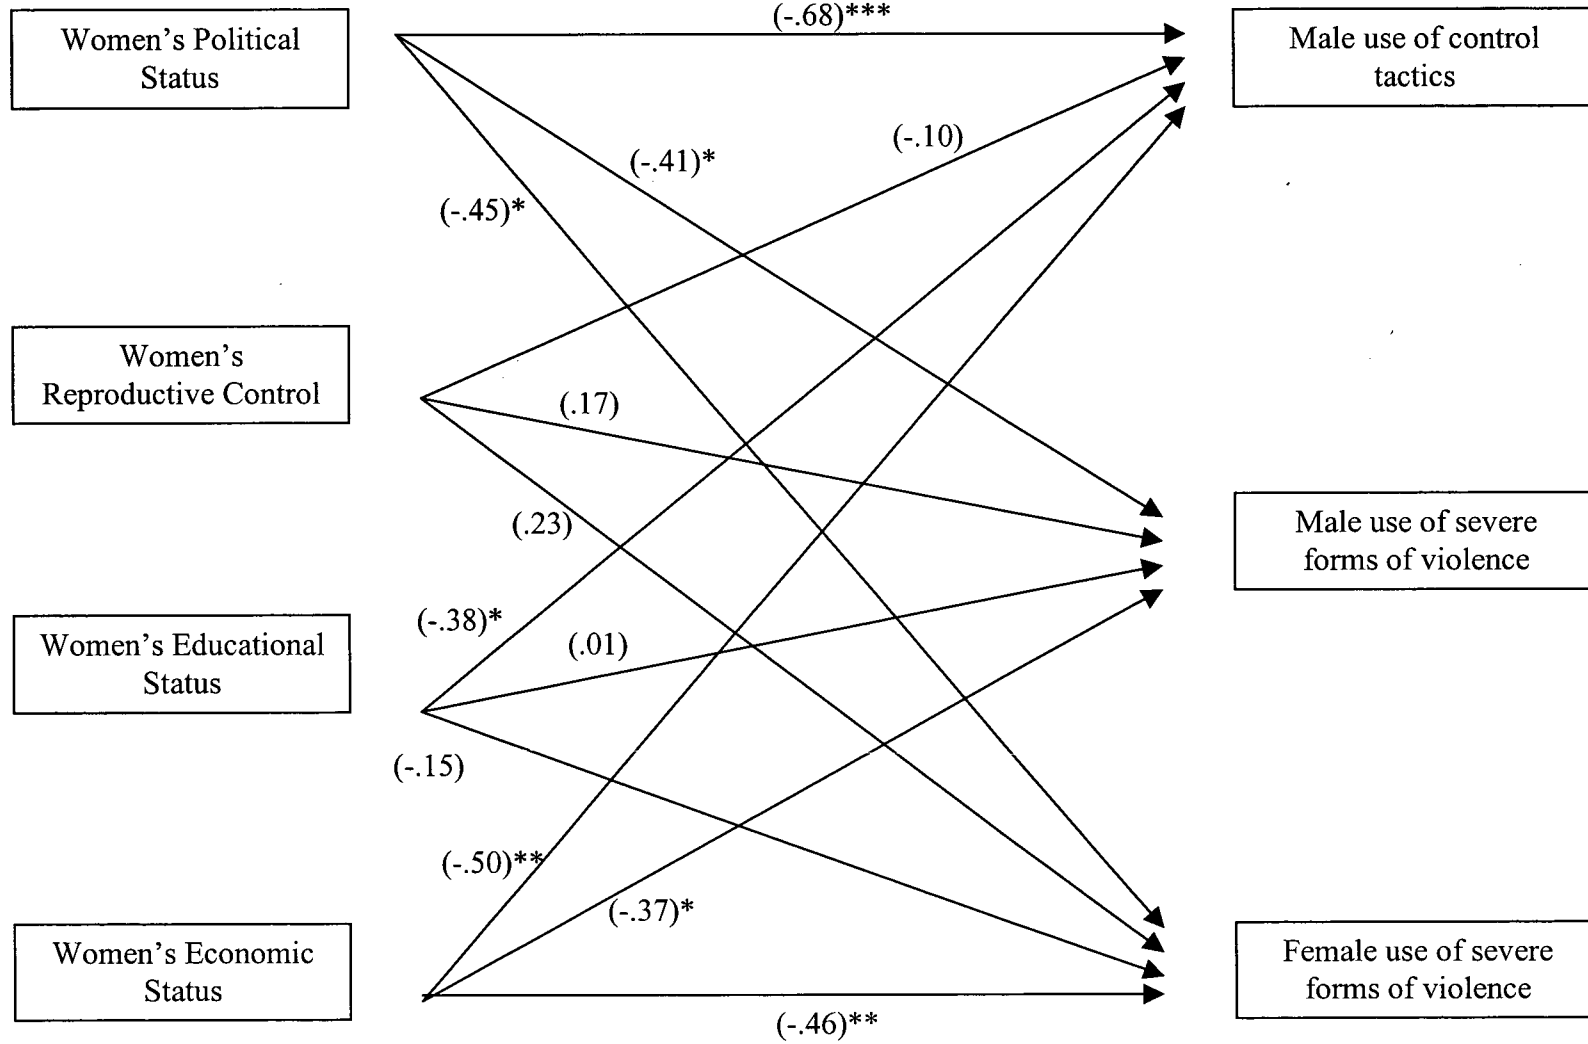 Women's Political
Status
(-.68)***
Male use of control
tactics
(-.10)
(-.41)*
(-.45)*
Women's
Reproductive Control
(.17)
(.23)
Male use of severe
forms of violence
Women's Educational
Status
(-.38)*
(.01)
(-.15)
Women's Economic
Status
(-.50)**
(-.37)*
(-.46)**
Female use of severe
forms of violence